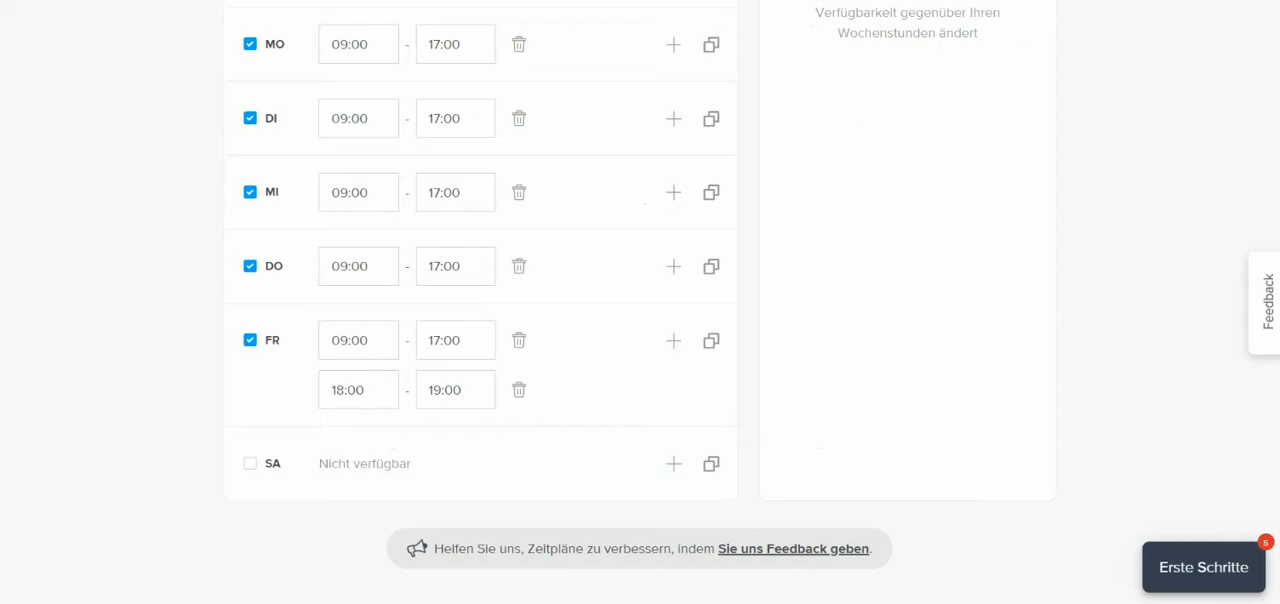 Verfügbarkeit gegenüber Ihren
Wochenstunden ändert
MO 09:00 - 17:00
DI 09:00 - 17:00
MI 09:00 - 17:00
DO 09:00 - 17:00
FR 09:00 - 17:00
18:00 - 19:00
SA Nicht verfügbar
Feedback
Helfen Sie uns, Zeitpläne zu verbessern, indem Sie uns Feedback geben.
5
Erste Schritte